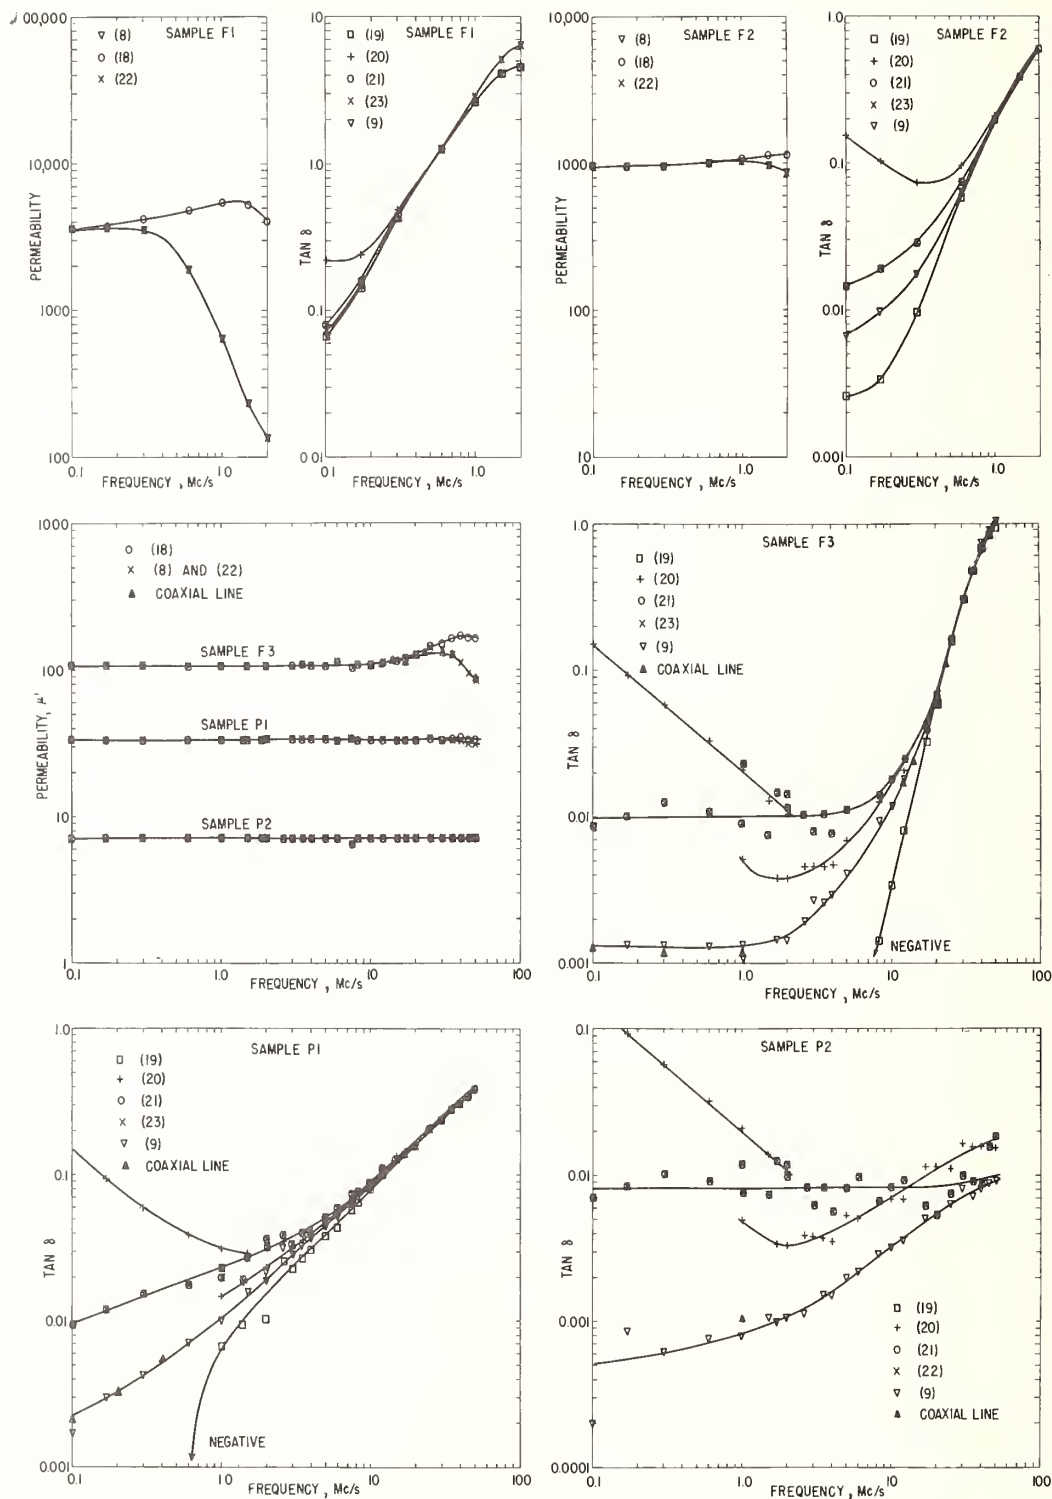 100,000
▽ (8)
○ (18)
× (22)
SAMPLE F1
10,000
1000
100
PERMEABILITY
0.1
1.0
FREQUENCY , Mc/s
10
□ (19)
+ (20)
○ (21)
× (23)
▽ (9)
SAMPLE F1
1.0
0.1
0.01
TAN δ
0.1
1.0
FREQUENCY , Mc/s
10,000
▽ (8)
○ (18)
× (22)
SAMPLE F2
1000
100
10
PERMEABILITY
0.1
1.0
FREQUENCY , Mc/s
1.0
□ (19)
+ (20)
○ (21)
× (23)
▽ (9)
SAMPLE F2
0.1
0.01
0.001
TAN δ
0.1
1.0
FREQUENCY , Mc/s
1000
○ (18)
× (8) AND (22)
▲ COAXIAL LINE
SAMPLE F3
100
SAMPLE P1
10
SAMPLE P2
1
PERMEABILITY, μ'
0.1
1.0
10
100
FREQUENCY , Mc/s
1.0
SAMPLE F3
□ (19)
+ (20)
○ (21)
× (23)
▽ (9)
▲ COAXIAL LINE
0.1
0.01
0.001
TAN δ
NEGATIVE
0.1
1.0
10
100
FREQUENCY , Mc/s
1.0
SAMPLE P1
□ (19)
+ (20)
○ (21)
× (23)
▽ (9)
▲ COAXIAL LINE
0.1
0.01
0.001
TAN δ
NEGATIVE
0.1
1.0
10
100
FREQUENCY , Mc/s
0.1
SAMPLE P2
0.01
0.001
0.0001
TAN δ
□ (19)
+ (20)
○ (21)
× (22)
▽ (9)
▲ COAXIAL LINE
0.1
1.0
10
100
FREQUENCY , Mc/s